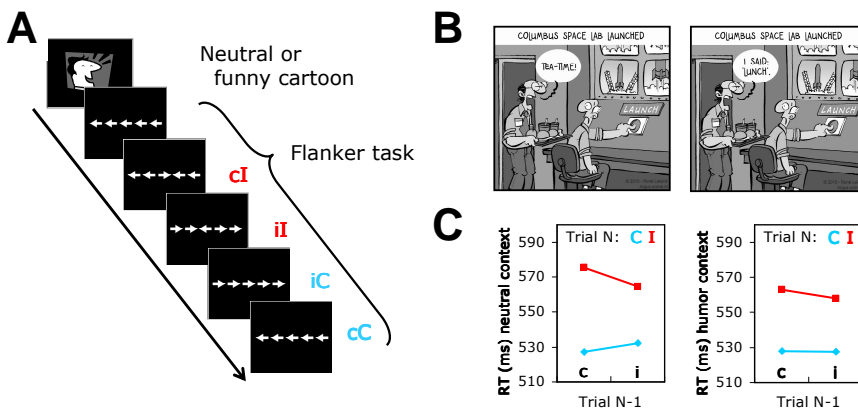 A
Neutral or
funny cartoon
Flanker task
cI
iI
iC
cC
B
COLUMBUS SPACE LAB LAUNCHED
TEA-TIME!
LAUNCH
COLUMBUS SPACE LAB LAUNCHED
I SAID:
'LUNCH'.
LAUNCH
C
RT (ms) neutral context
590
570
550
530
510
Trial N: C I
c i
Trial N-1
RT (ms) humor context
590
570
550
530
510
Trial N: C I
c i
Trial N-1